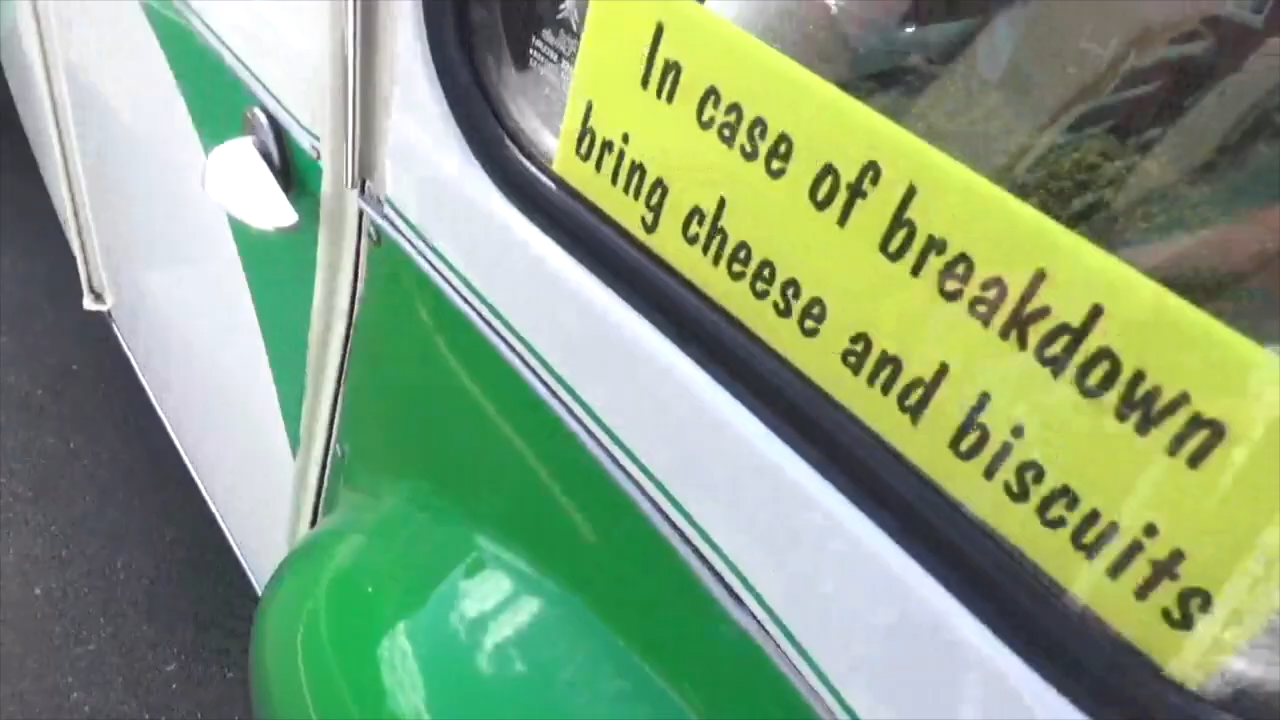 In case of breakdown
bring cheese and biscuits